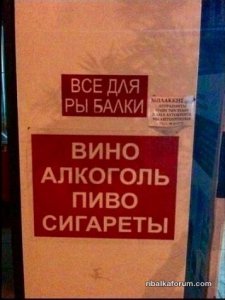 ВСЕ ДЛЯ
РЫ БАЛКИ
ВИНО
АЛКОГОЛЬ
ПИВО
СИГАРЕТЫ
ribalkaforum.com